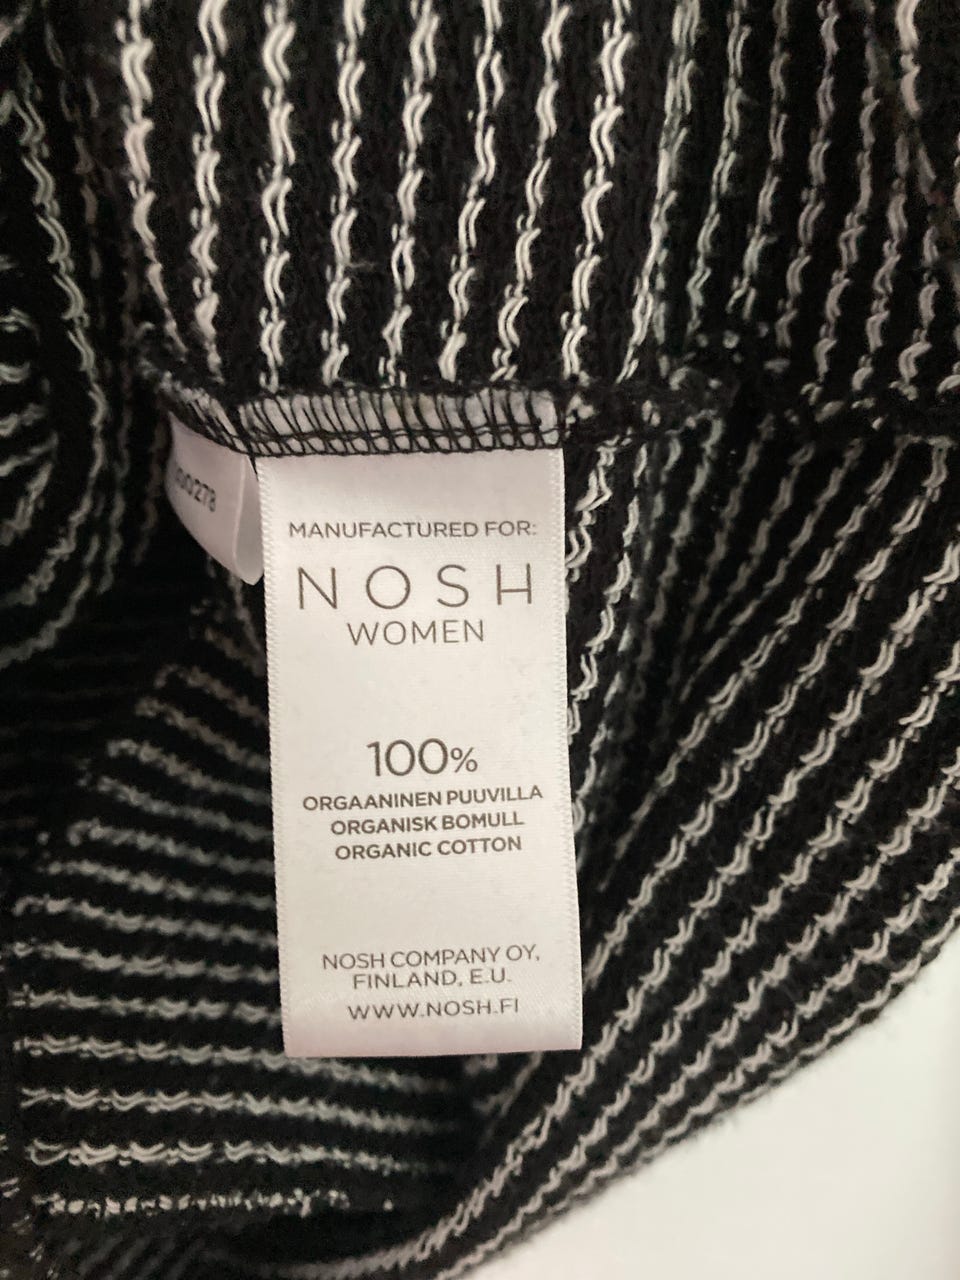 MANUFACTURED FOR:
NOSH
WOMEN
100%
ORGAANINEN PUUVILLA
ORGANISK BOMULL
ORGANIC COTTON
NOSH COMPANY OY,
FINLAND, E.U.
WWW.NOSH.FI